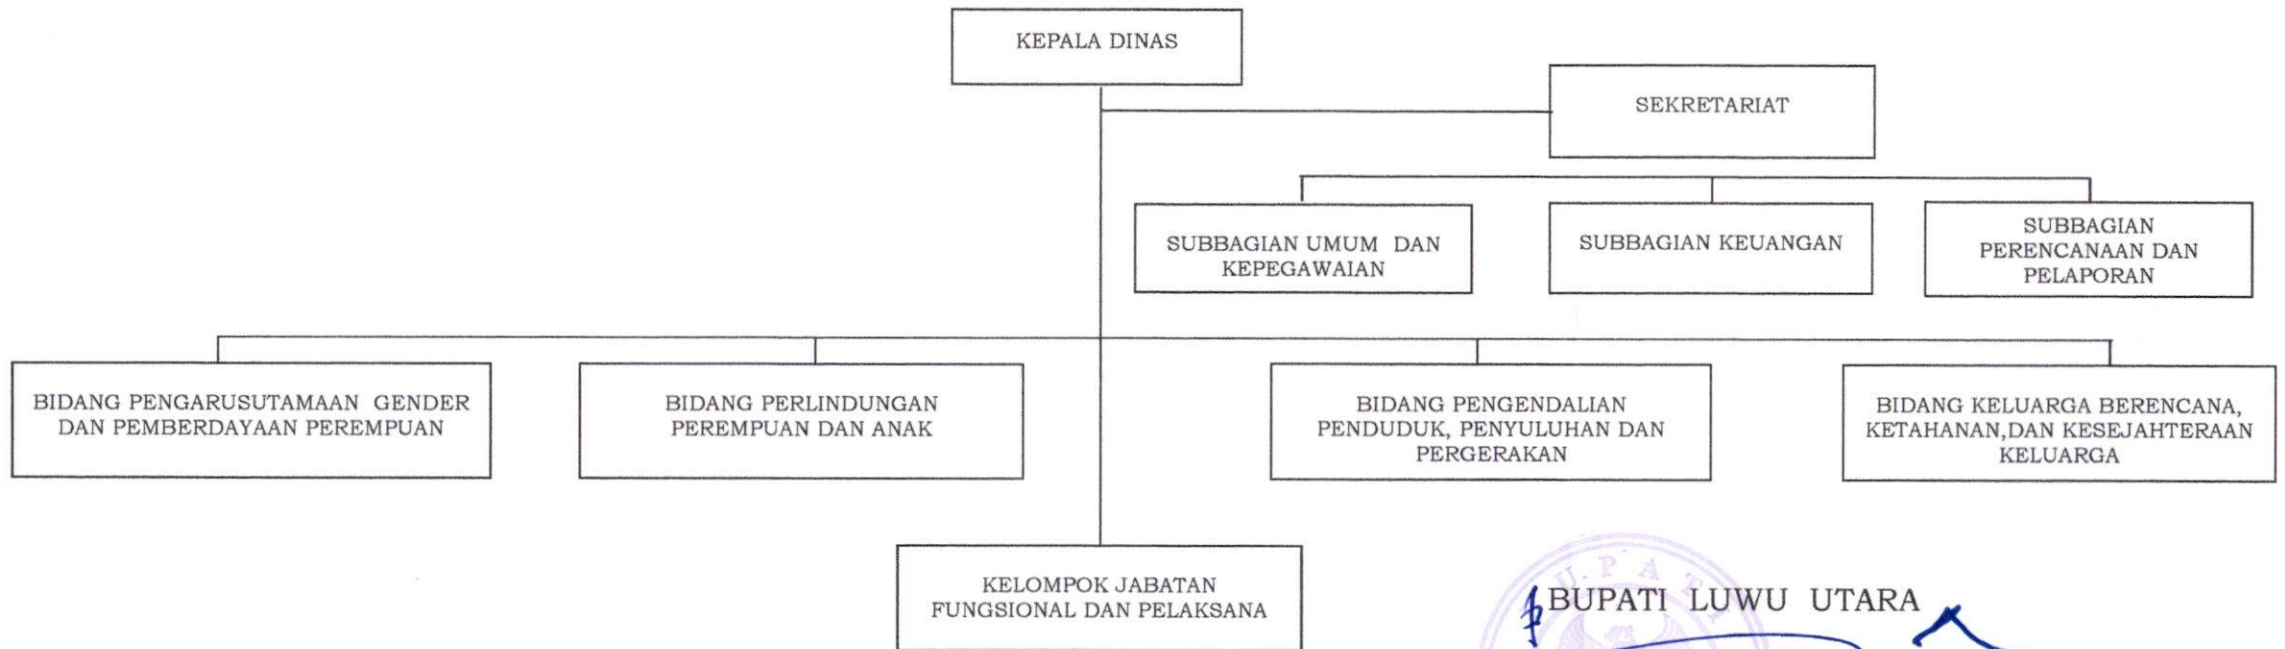 KEPALA DINAS
SEKRETARIAT
SUBBAGIAN UMUM DAN
KEPEGAWAIAN
SUBBAGIAN KEUANGAN
SUBBAGIAN
PERENCANAAN DAN
PELAPORAN
BIDANG PENGARUSUTAMAAN GENDER
DAN PEMBERDAYAAN PEREMPUAN
BIDANG PERLINDUNGAN
PEREMPUAN DAN ANAK
BIDANG PENGENDALIAN
PENDUDUK, PENYULUHAN DAN
PERGERAKAN
BIDANG KELUARGA BERENCANA,
KETAHANAN,DAN KESEJAHTERAAN
KELUARGA
KELOMPOK JABATAN
FUNGSIONAL DAN PELAKSANA
BUPATI
BUPATI LUWU UTARA